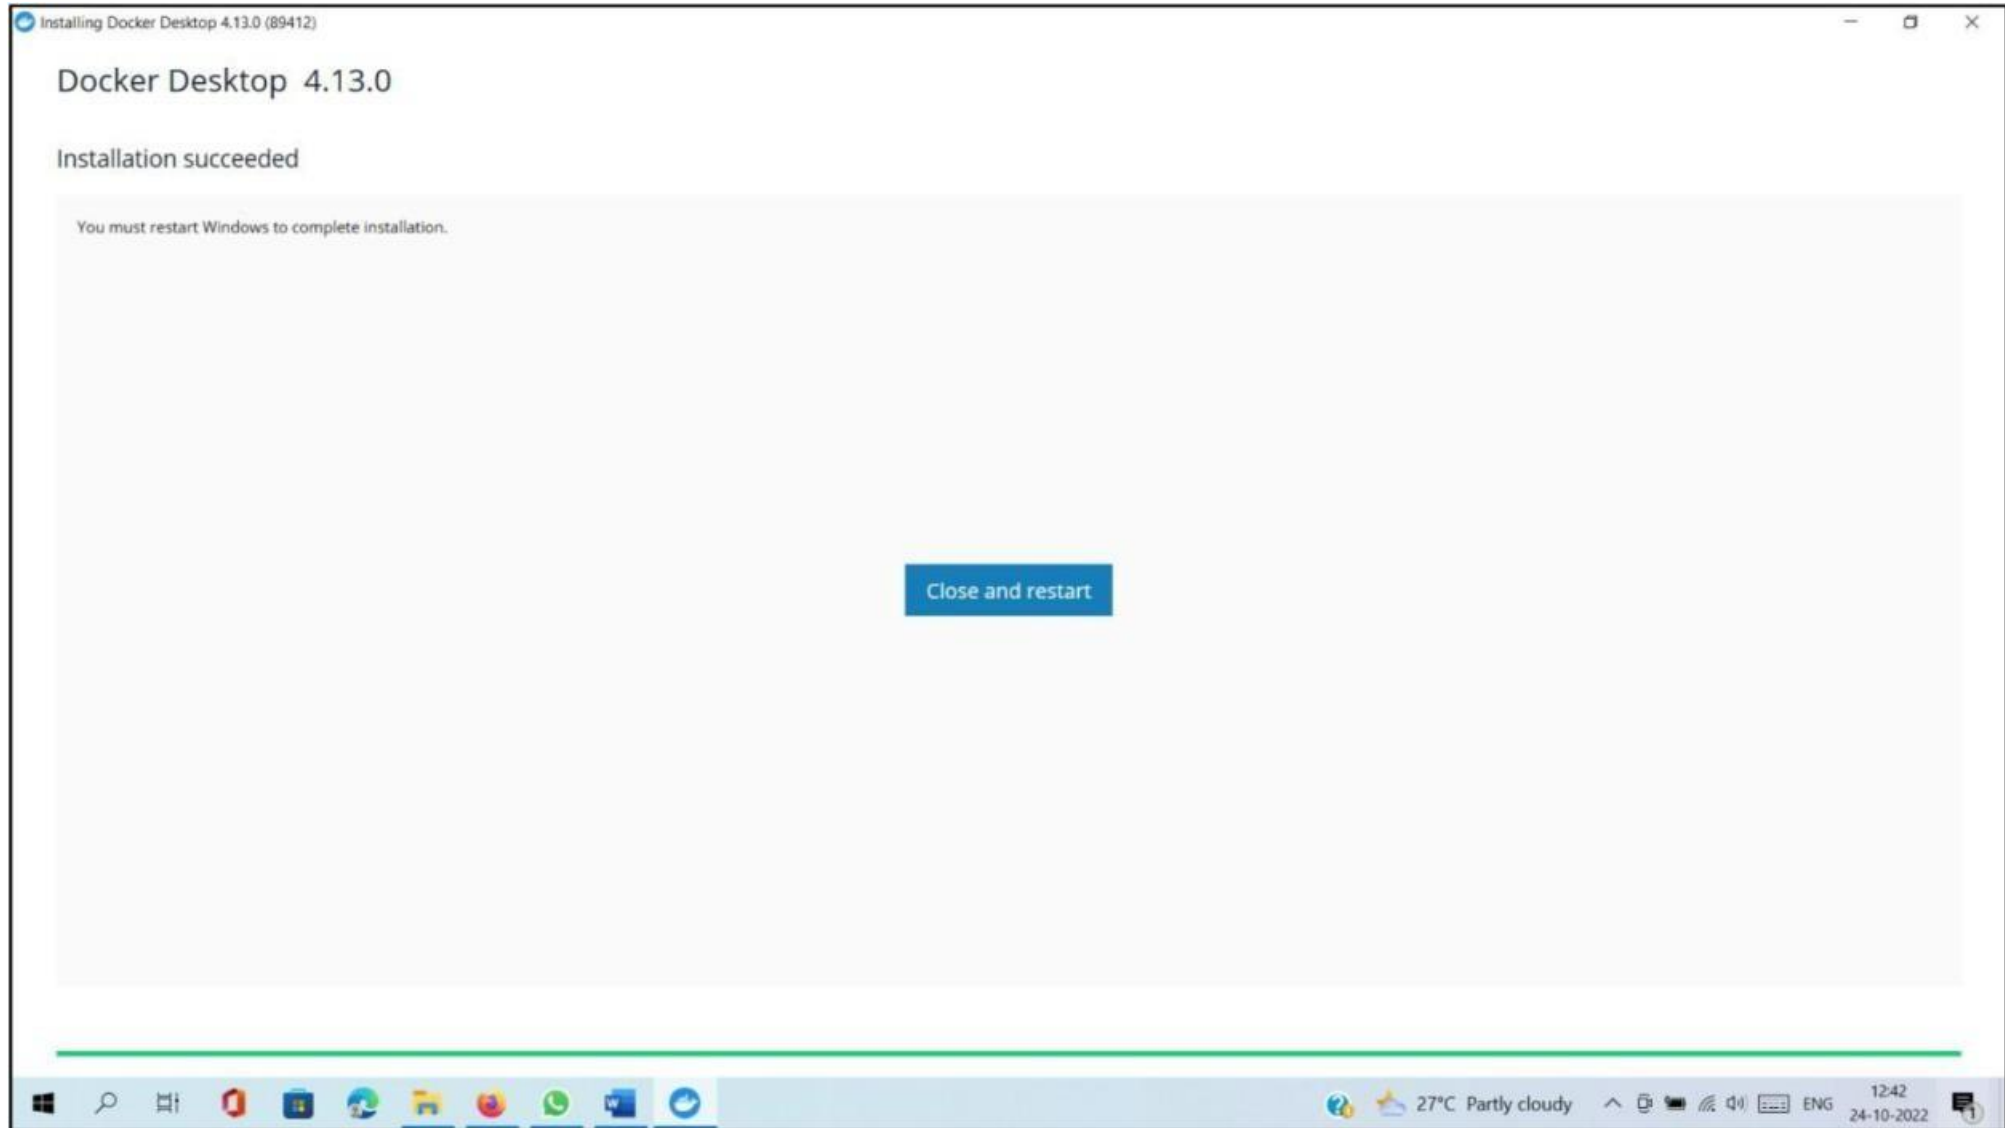 Installing Docker Desktop 4.13.0 (89412)
Docker Desktop 4.13.0
Installation succeeded
You must restart Windows to complete installation.
Close and restart
27°C Partly cloudy
ENG
12:42
24-10-2022
1